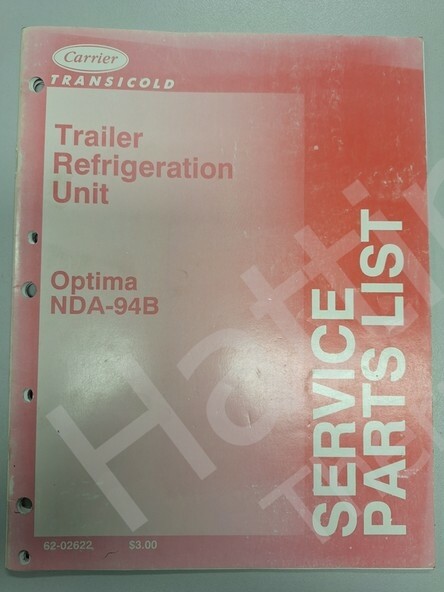 Carrier
TRANSICOLD
Trailer
Refrigeration
Unit
Optima
NDA-94B
SERVICE
PARTS LIST
62-02622 $3.00